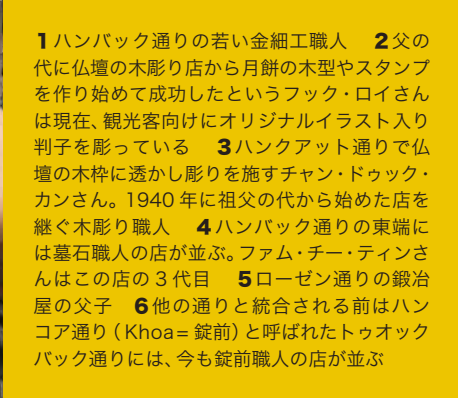 1 ハンバック通りの若い金細工職人　2 父の
代に仏壇の木彫り店から月餅の木型やスタンプ
を作り始めて成功したというフック・ロイさん
は現在、観光客向けにオリジナルイラスト入り
判子を彫っている　3 ハンクアット通りで仏
壇の木枠に透かし彫りを施すチャン・ドゥック・
カンさん。1940 年に祖父の代から始めた店を
継ぐ木彫り職人　4 ハンバック通りの東端に
は墓石職人の店が並ぶ。ファム・チー・ティンさ
んはこの店の 3 代目　5 ローゼン通りの鍛冶
屋の父子　6 他の通りと統合される前はハン
コア通り（Khoa= 錠前）と呼ばれたトゥオック
バック通りには、今も錠前職人の店が並ぶ